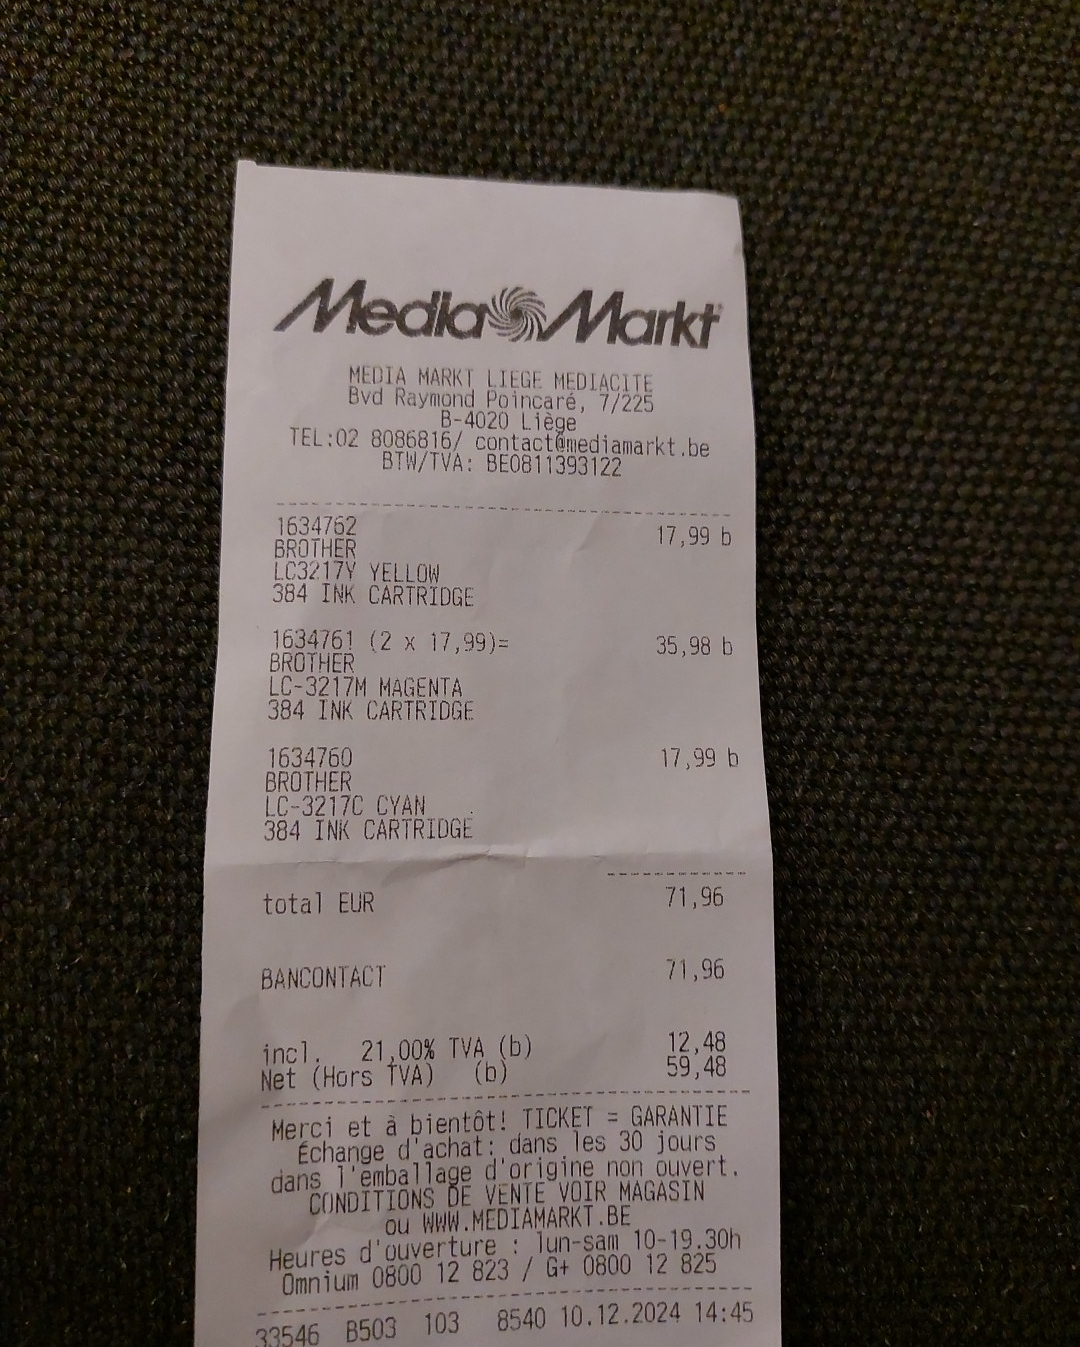 Media Markt
MEDIA MARKT LIEGE MEDIACITE
Bvd Raymond Poincaré, 7/225
B-4020 Liège
TEL:02 8086816/ contact@mediamarkt.be
BTW/TVA: BE0811393122
1634762 17,99 b
BROTHER
LC3217Y YELLOW
384 INK CARTRIDGE
1634761 (2 x 17,99)= 35,98 b
BROTHER
LC-3217M MAGENTA
384 INK CARTRIDGE
1634760 17,99 b
BROTHER
LC-3217C CYAN
384 INK CARTRIDGE
total EUR 71,96
BANCONTACT 71,96
incl. 21,00% TVA (b) 12,48
Net (Hors TVA) (b) 59,48
Merci et à bientôt! TICKET = GARANTIE
Échange d'achat: dans les 30 jours
dans l'emballage d'origine non ouvert.
CONDITIONS DE VENTE VOIR MAGASIN
ou WWW.MEDIAMARKT.BE
Heures d'ouverture : lun-sam 10-19.30h
Omnium 0800 12 823 / G+ 0800 12 825
33546 B503 103 8540 10.12.2024 14:45